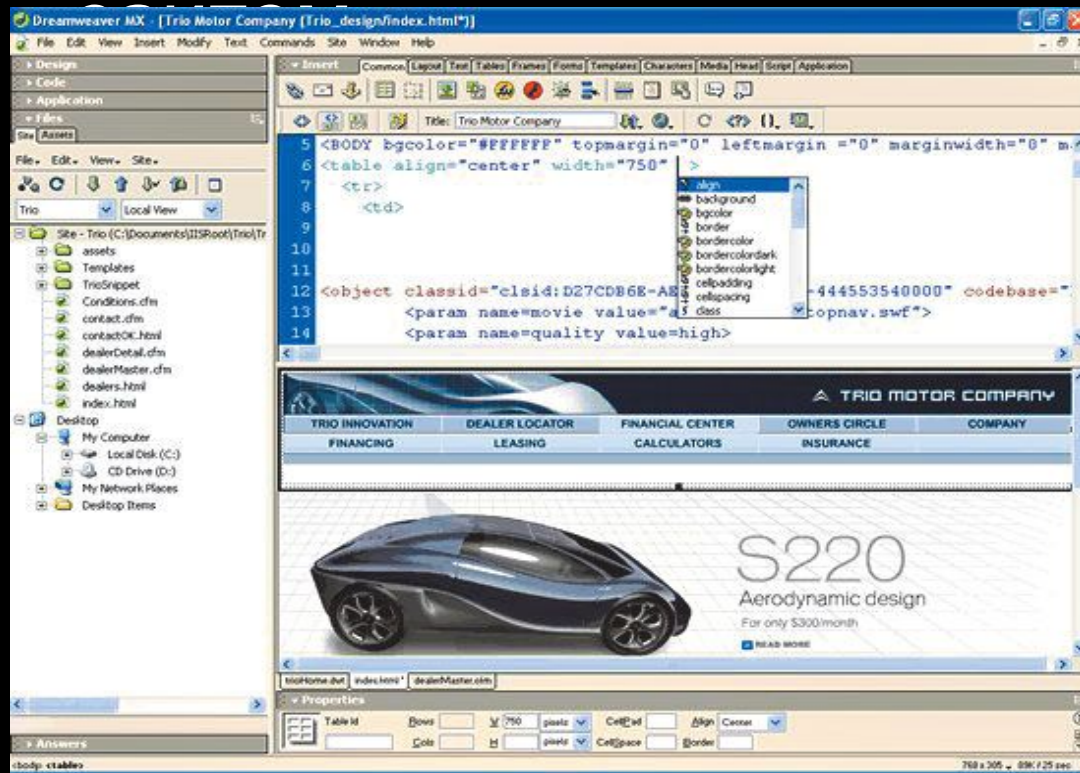 Dreamweaver MX - [Trio Motor Company (Trio_design/index.html*)]
File Edit View Insert Modify Text Commands Site Window Help
Design
Code
Application
Files
Site Assets
File Edit View Site
Trio Local View
Site - Trio (C:\Documents\IISRoot\Trio\Tr
assets
Templates
TrioSnippet
Conditions.cfm
contact.cfm
contactOK.html
dealerDetail.cfm
dealerMaster.cfm
dealers.html
index.html
Desktop
My Computer
Local Disk (C:)
CD Drive (D:)
My Network Places
Desktop Items
Answers
<body> <table>
Insert Common Layout Text Tables Frames Forms Templates Characters Media Head Script Application
Title: Trio Motor Company
5 <BODY bgcolor="#FFFFFF" topmargin="0" leftmargin ="0" marginwidth="0" m
6 <table align="center" width="750" >
7 <tr>
8 <td>
9
10
11
12 <object classid="clsid:D27CDB6E-AE -444553540000" codebase="
13 <param name=movie value="a topnav.swf">
14 <param name=quality value=high>
align
background
bgcolor
border
bordercolor
bordercolordark
bordercolorlight
cellpadding
cellspacing
class
TRIO MOTOR COMPANY
TRIO INNOVATION DEALER LOCATOR FINANCIAL CENTER OWNERS CIRCLE COMPANY
FINANCING LEASING CALCULATORS INSURANCE
S220
Aerodynamic design
For only $300/month
READ MORE
trioHome.dwt index.html* dealerMaster.cfm
Properties
Table Id Rows W 750 pixels CellPad Align Center
Cols H pixels CellSpace Border
768 x 305 89K / 25 sec